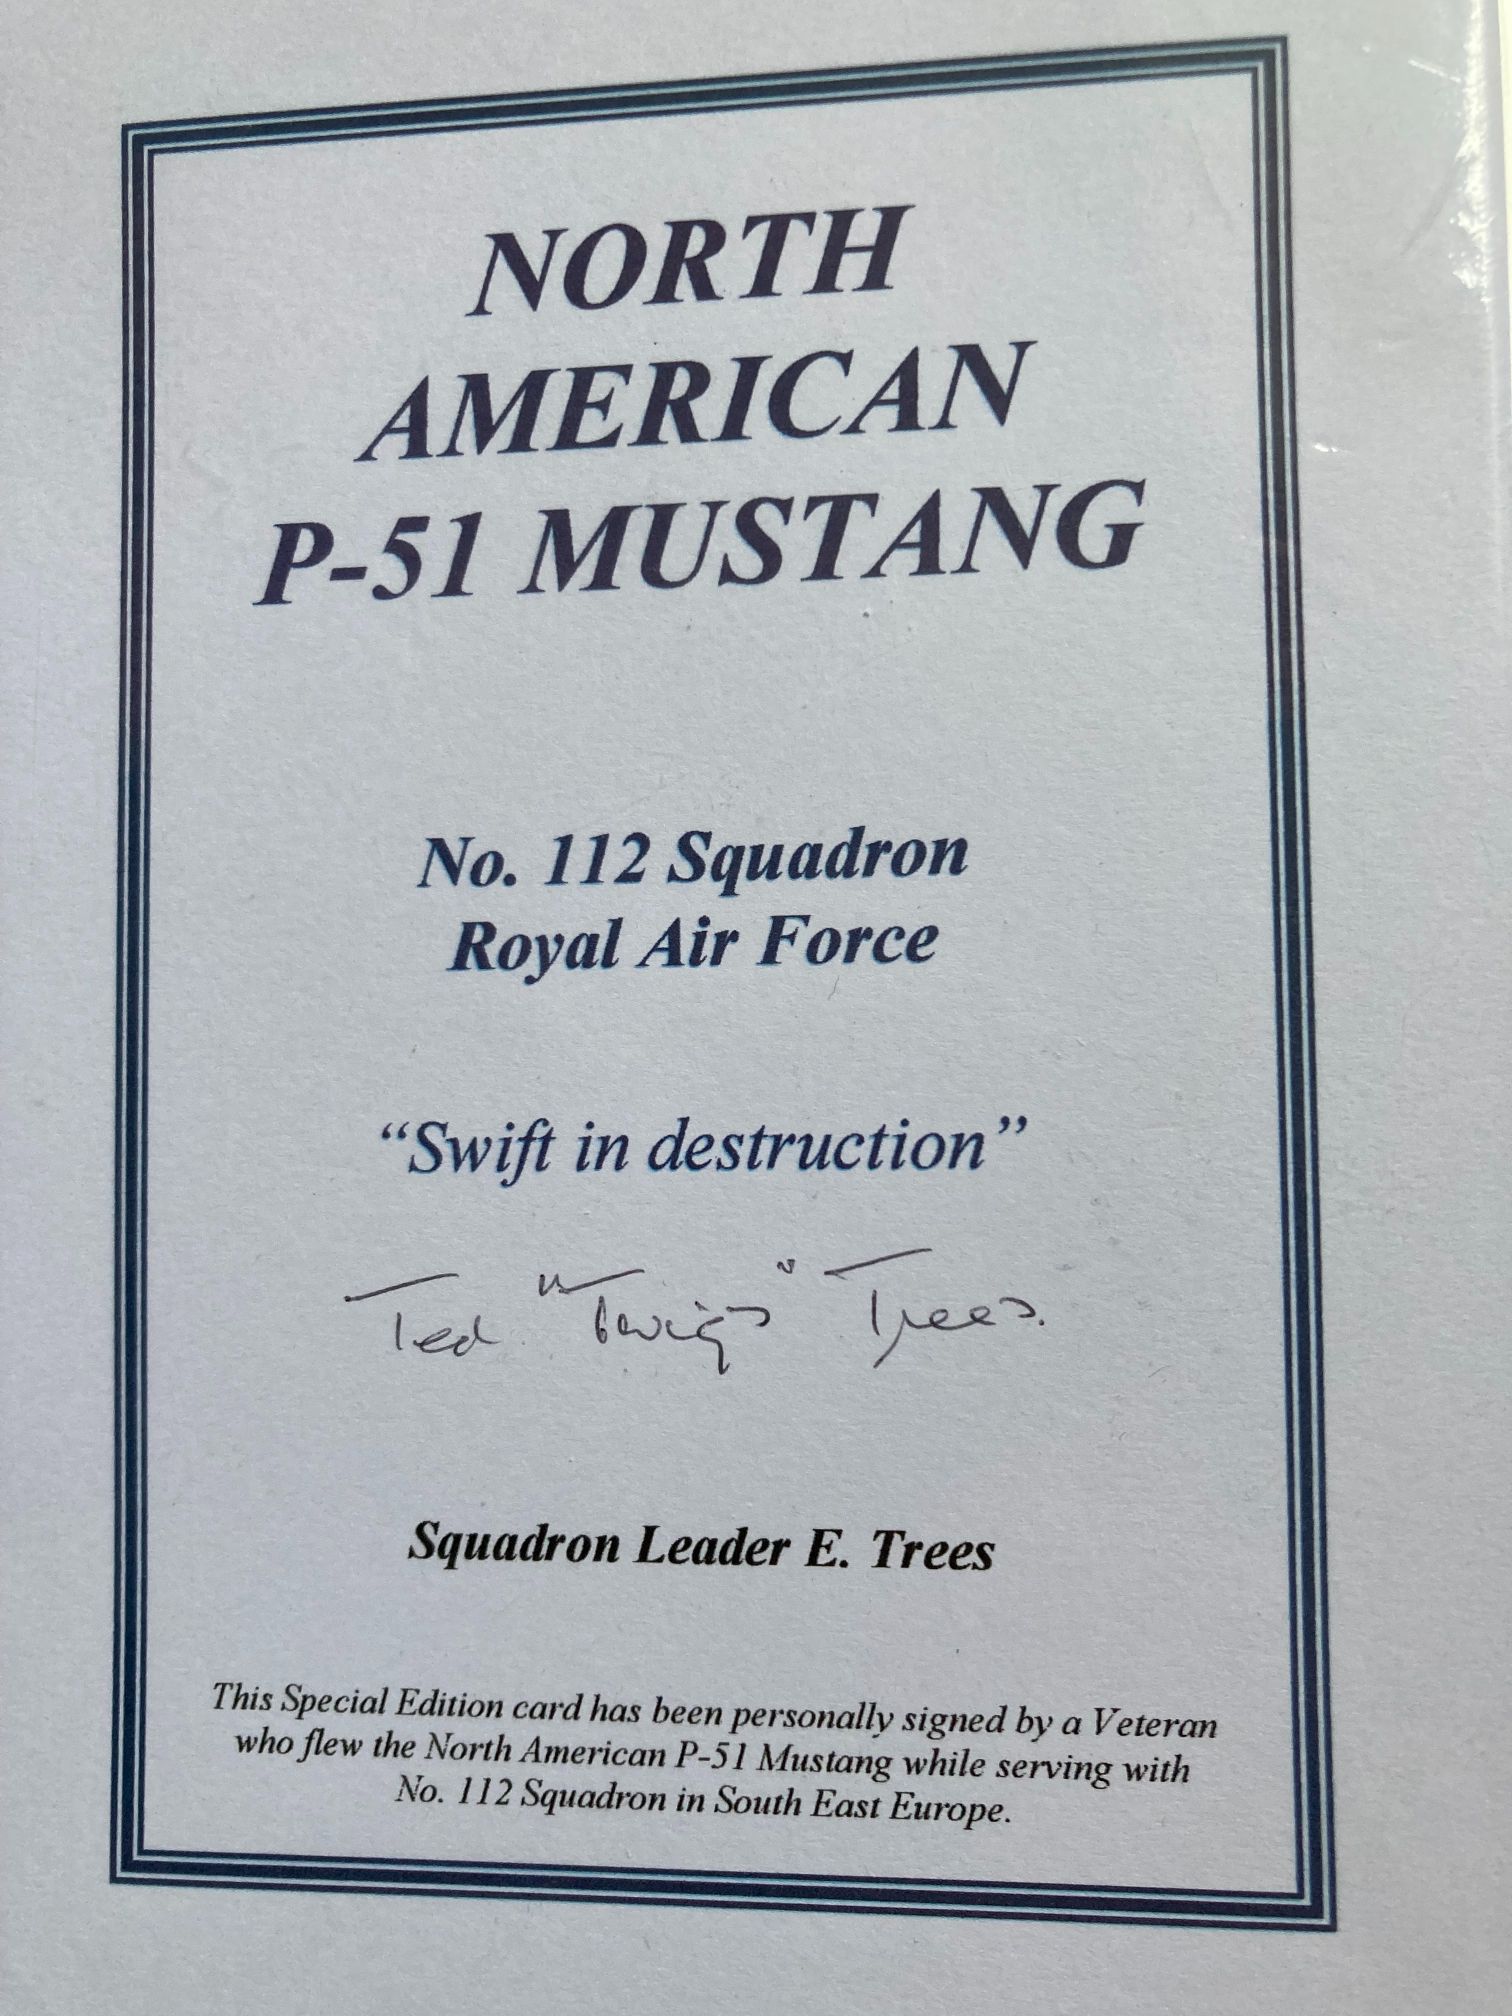 NORTH
AMERICAN
P-51 MUSTANG
No. 112 Squadron
Royal Air Force
“Swift in destruction”
Ted "Twigs" Trees.
Squadron Leader E. Trees
This Special Edition card has been personally signed by a Veteran
who flew the North American P-51 Mustang while serving with
No. 112 Squadron in South East Europe.